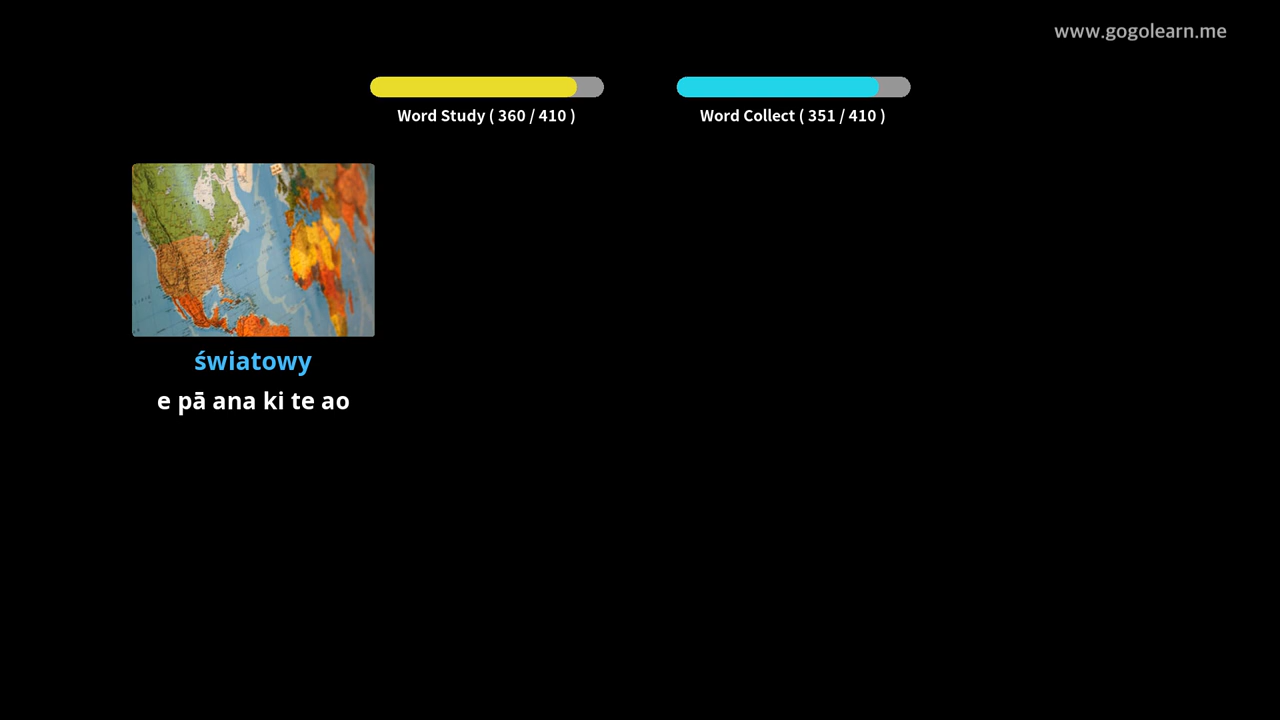 www.gogolearn.me
Word Study ( 360 / 410 )
Word Collect ( 351 / 410 )
światowy
e pā ana ki te ao